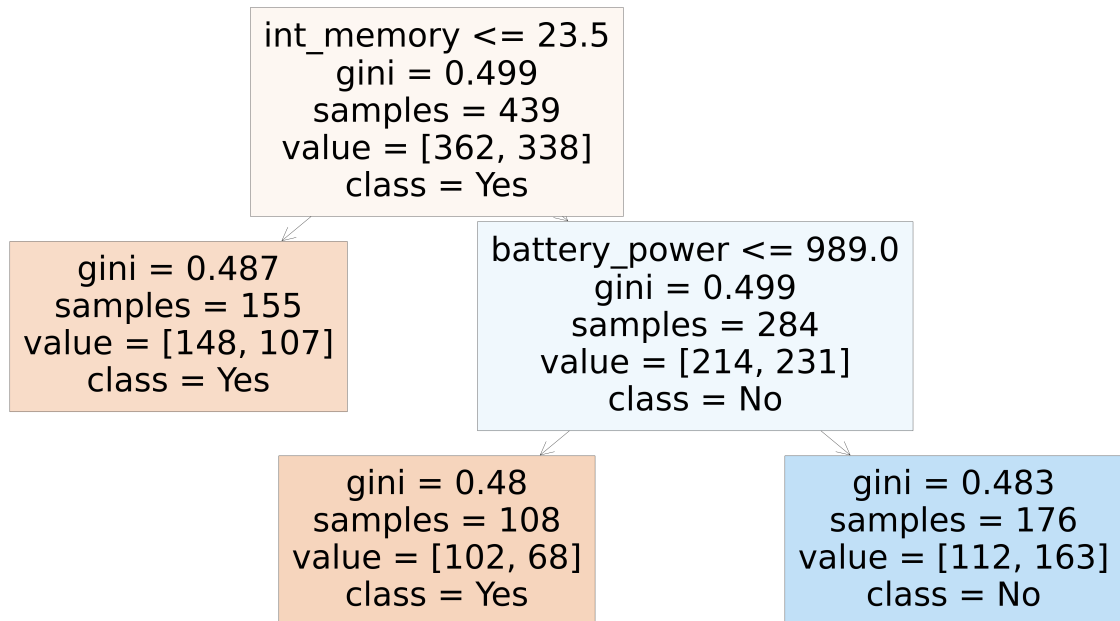 int_memory <= 23.5
gini = 0.499
samples = 439
value = [362, 338]
class = Yes
gini = 0.487
samples = 155
value = [148, 107]
class = Yes
battery_power <= 989.0
gini = 0.499
samples = 284
value = [214, 231]
class = No
gini = 0.48
samples = 108
value = [102, 68]
class = Yes
gini = 0.483
samples = 176
value = [112, 163]
class = No